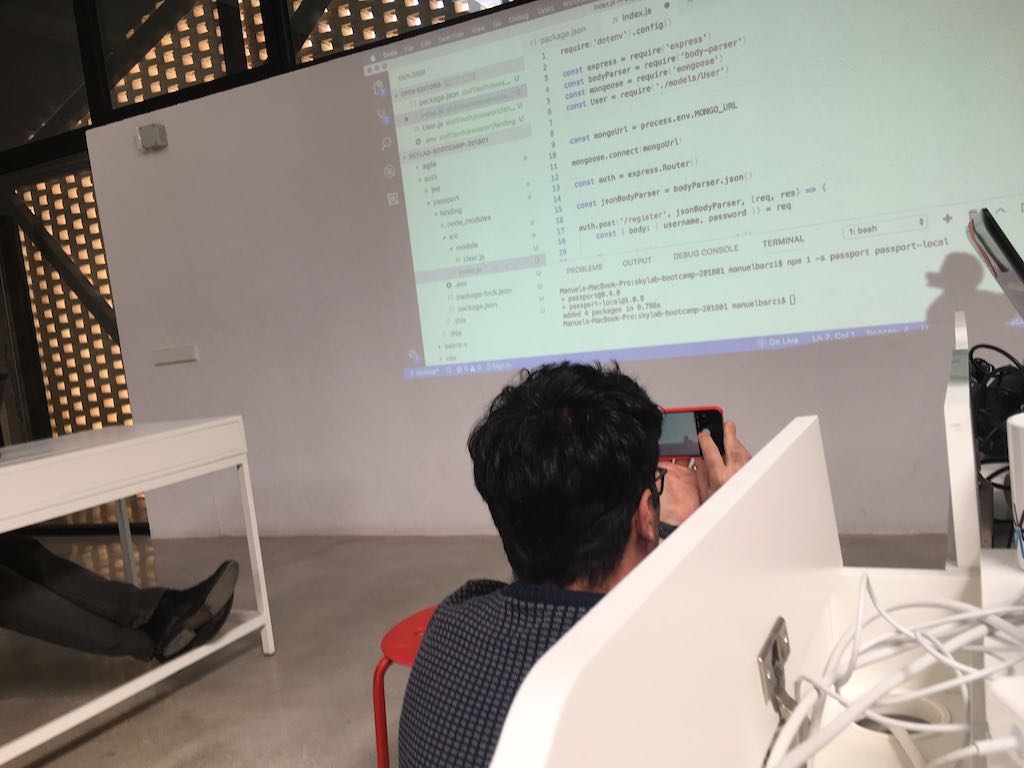 Code File Edit Selection View Go Debug Tasks
EXPLORER
OPEN EDITORS
package.json
index.js
User.js
.env
SKYLAB-BOOTCAMP-201801
agile
auth
jwt
passport
landing
node_modules
src
models
User.js U
index.js
.env U
package-lock.json U
package.json U
.this
.this
css
package.json
index.js
1 require('dotenv').config()
2
3 const express = require('express')
4 const bodyParser = require('body-parser')
5 const mongoose = require('mongoose')
6 const User = require('./models/User')
7
8 const mongoUrl = process.env.MONGO_URL
9
10 mongoose.connect(mongoUrl)
11
12 const auth = express.Router()
13
14 const jsonBodyParser = bodyParser.json()
15
16 auth.post('/register', jsonBodyParser, (req, res) => {
17 const { body: { username, password }} = req
18
19
PROBLEMS OUTPUT DEBUG CONSOLE TERMINAL
1: bash
Manuels-MacBook-Pro:skylab-bootcamp-201801 manuelbarzi$ npm i -s passport passport-local
+ passport@0.4.0
+ passport-local@1.0.0
added 4 packages in 0.786s
Manuels-MacBook-Pro:skylab-bootcamp-201801 manuelbarzi$
Go Live Ln 7, Col 1